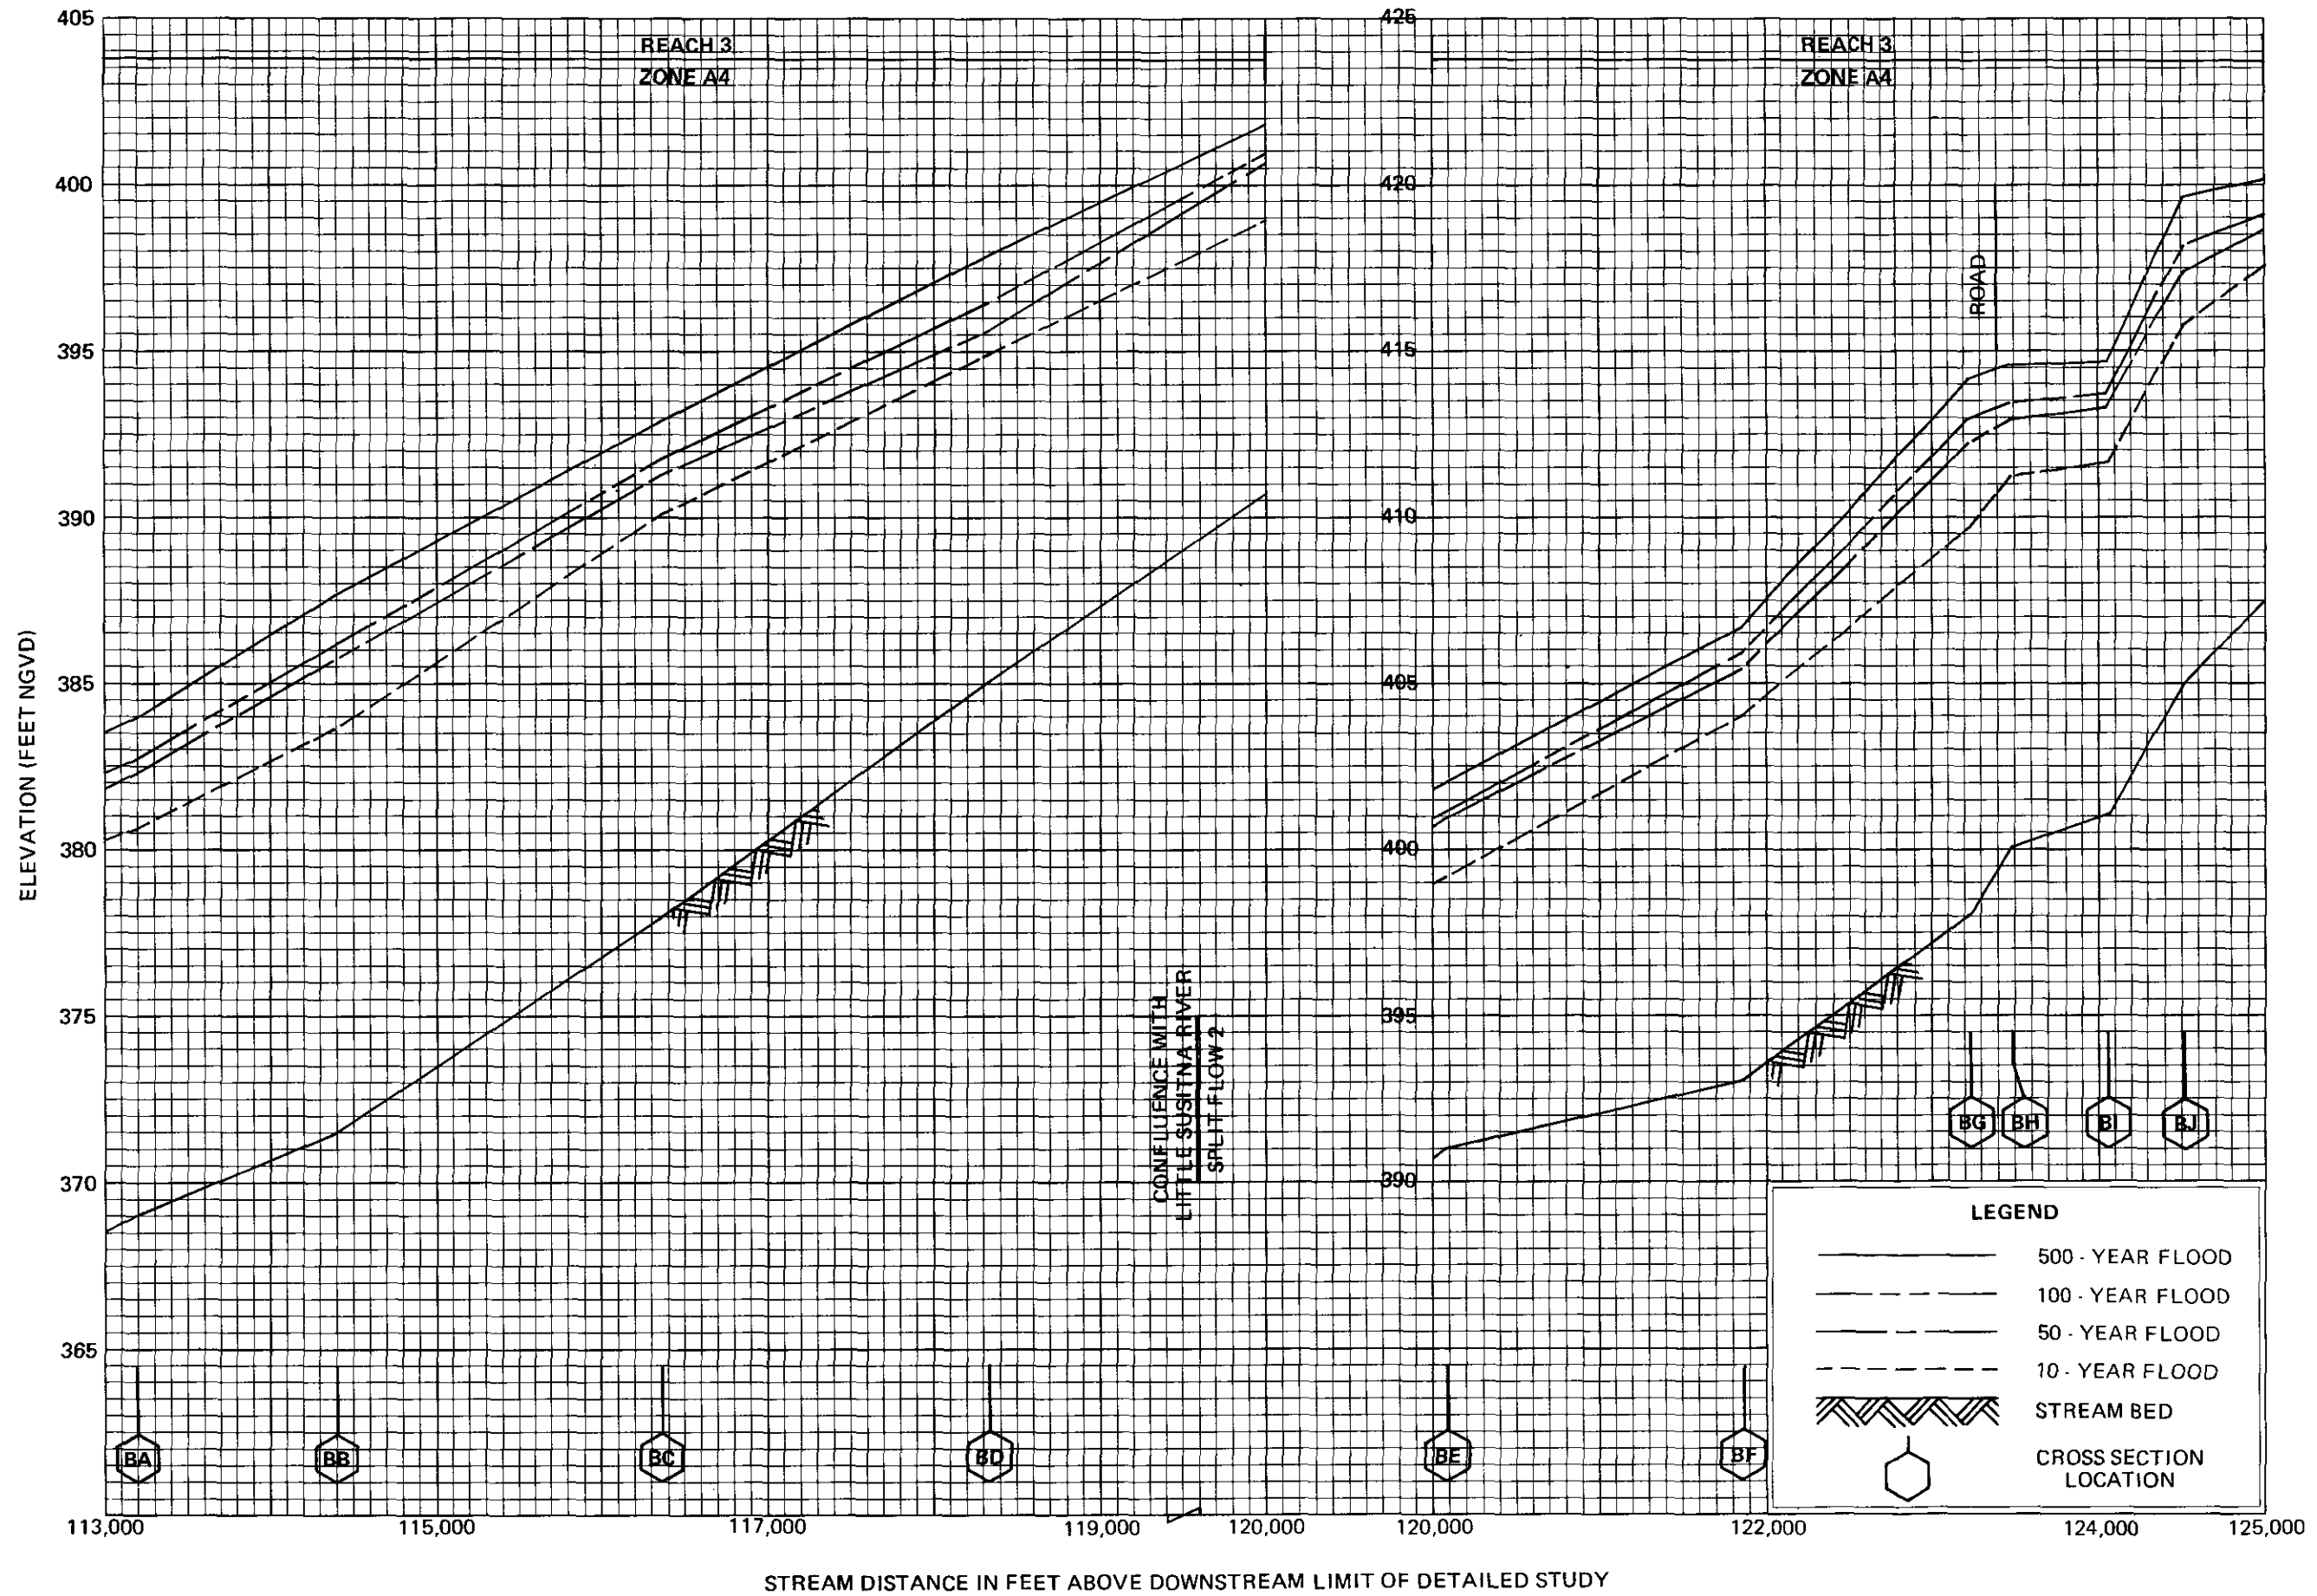 405
400
395
390
385
380
375
370
365
ELEVATION (FEET NGVD)
REACH 3
ZONE A4
425
420
415
410
405
400
395
390
REACH 3
ZONE A4
ROAD
CONFLUENCE WITH
LITTLE SUSITNA RIVER
SPLIT FLOW 2
BA
BB
BC
BD
BE
BF
BG
BH
BI
BJ
LEGEND
500 - YEAR FLOOD
100 - YEAR FLOOD
50 - YEAR FLOOD
10 - YEAR FLOOD
STREAM BED
CROSS SECTION
LOCATION
113,000
115,000
117,000
119,000
120,000
120,000
122,000
124,000
125,000
STREAM DISTANCE IN FEET ABOVE DOWNSTREAM LIMIT OF DETAILED STUDY